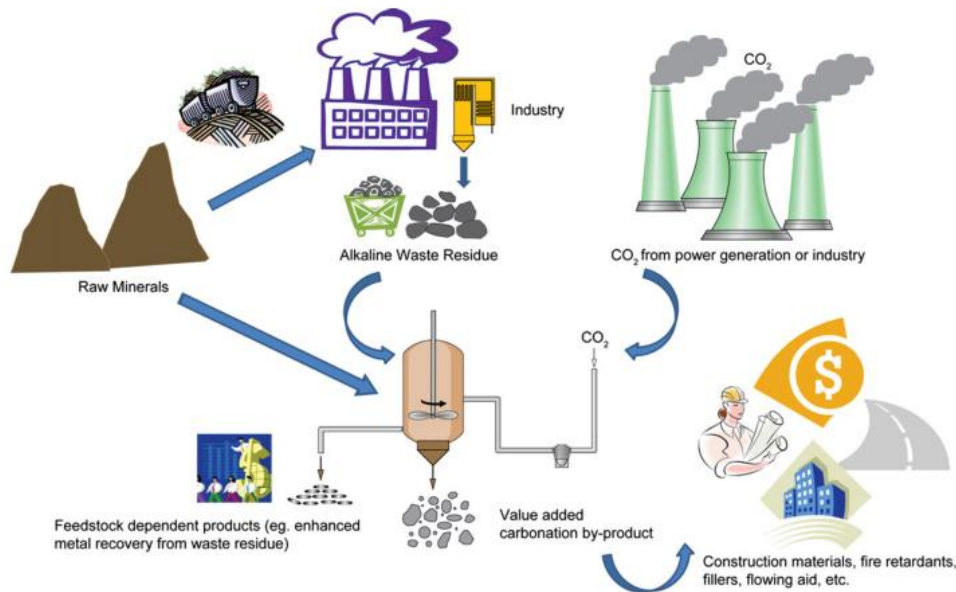 CO₂
Industry
Alkaline Waste Residue
CO₂ from power generation or industry
Raw Minerals
CO₂
$
Feedstock dependent products (eg. enhanced
metal recovery from waste residue)
Value added
carbonation by-product
Construction materials, fire retardants,
fillers, flowing aid, etc.